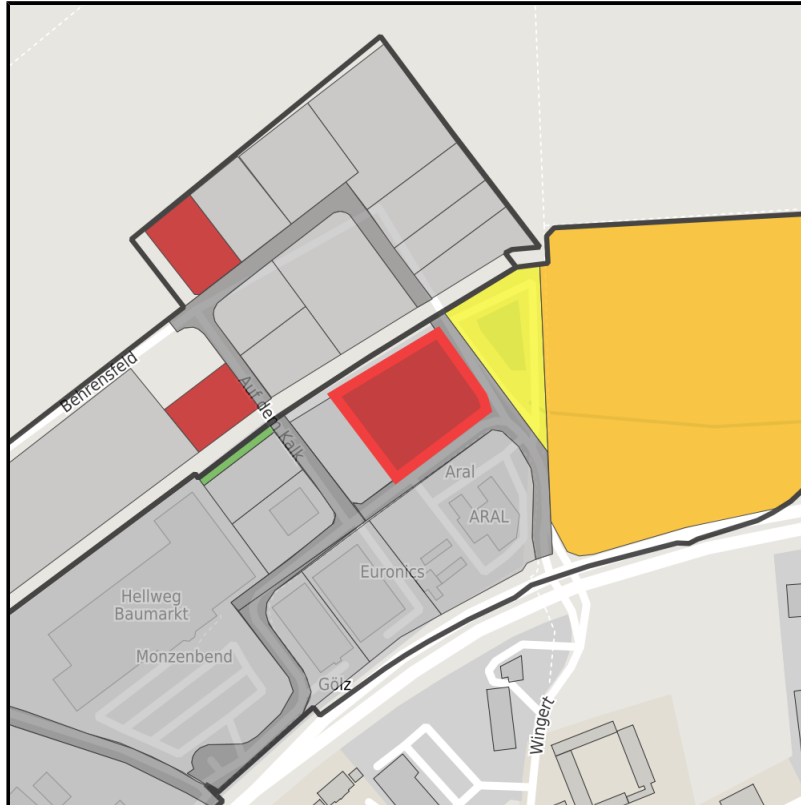 Behrensfeld
Auf dem Kalk
Aral
ARAL
Euronics
Hellweg
Baumarkt
Monzenbend
Gölz
Wingert